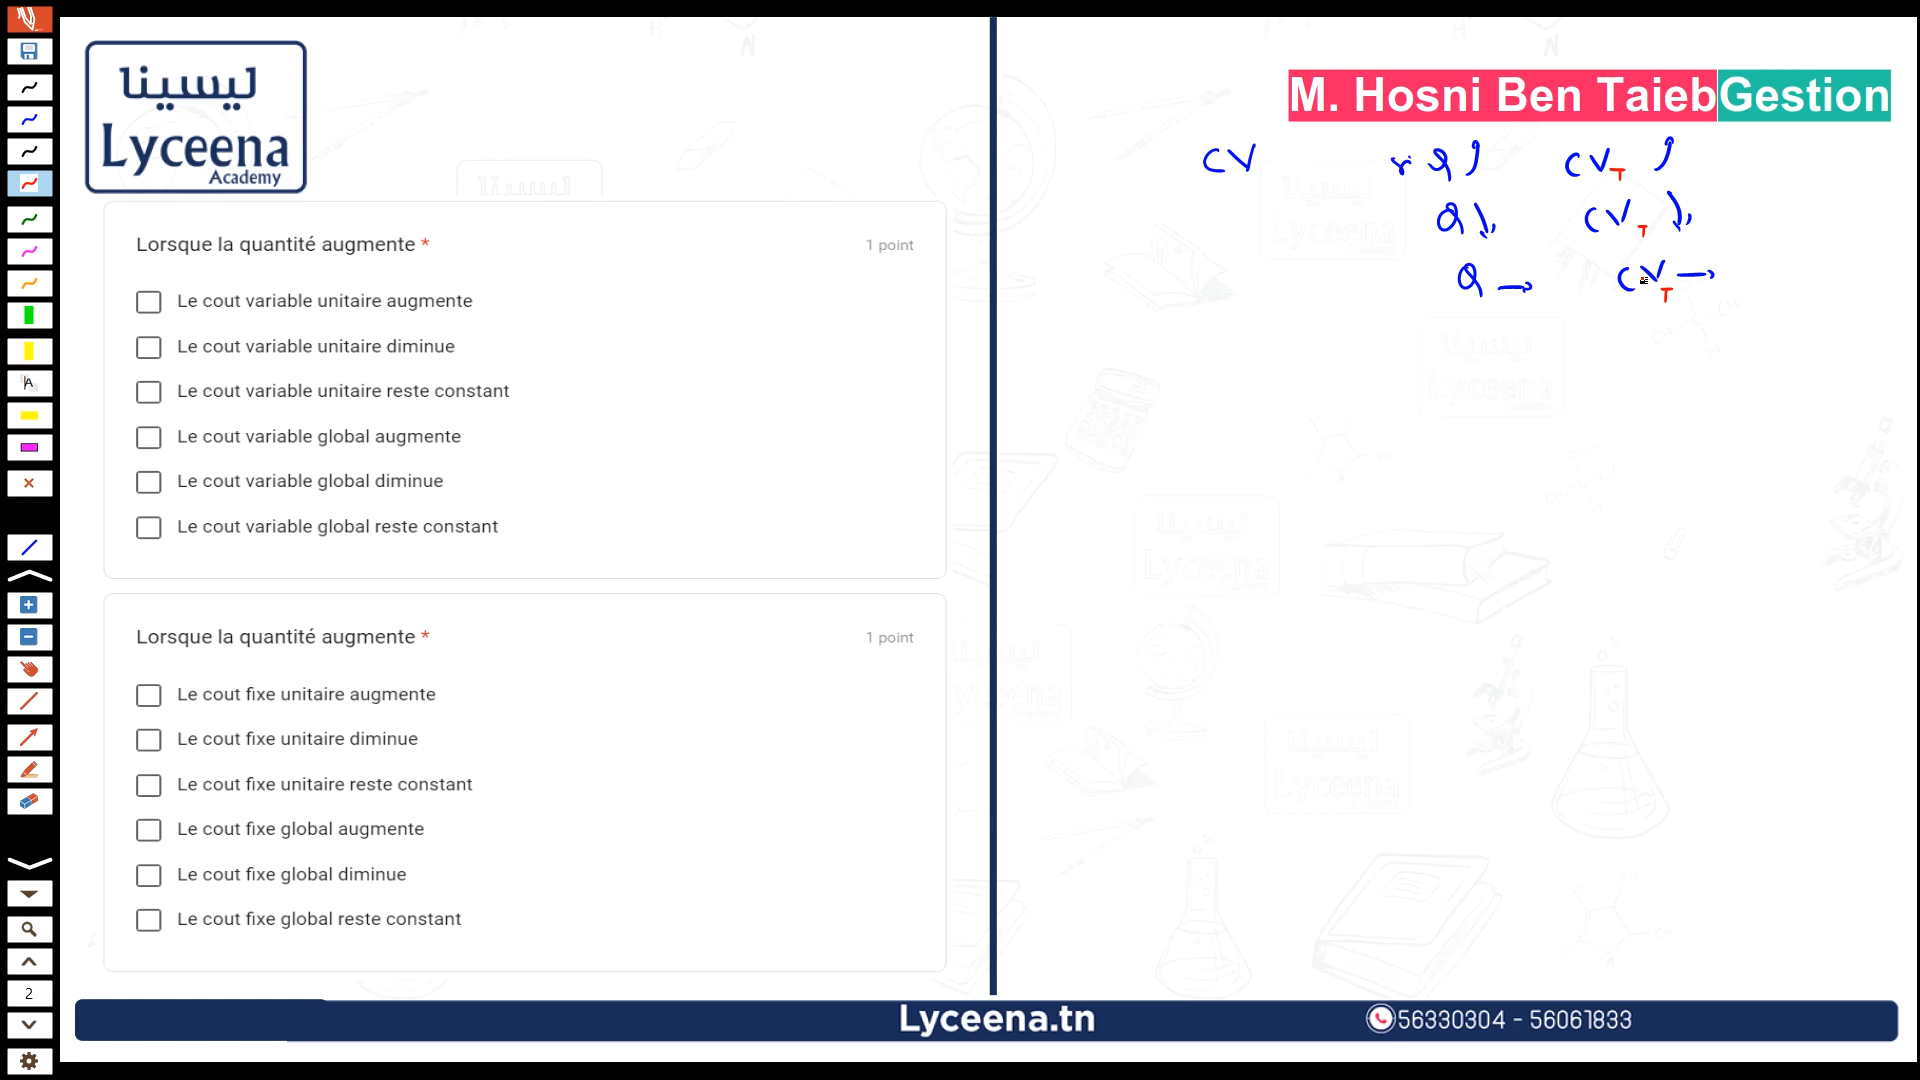 ليسينا
Lyceena
Academy
M. Hosni Ben Taieb Gestion
Lorsque la quantité augmente *
1 point
Le cout variable unitaire augmente
Le cout variable unitaire diminue
Le cout variable unitaire reste constant
Le cout variable global augmente
Le cout variable global diminue
Le cout variable global reste constant
Lorsque la quantité augmente *
1 point
Le cout fixe unitaire augmente
Le cout fixe unitaire diminue
Le cout fixe unitaire reste constant
Le cout fixe global augmente
Le cout fixe global diminue
Le cout fixe global reste constant
CV Q CVT
Q CVT
Q → CVT →
2
Lyceena.tn
56330304 - 56061833